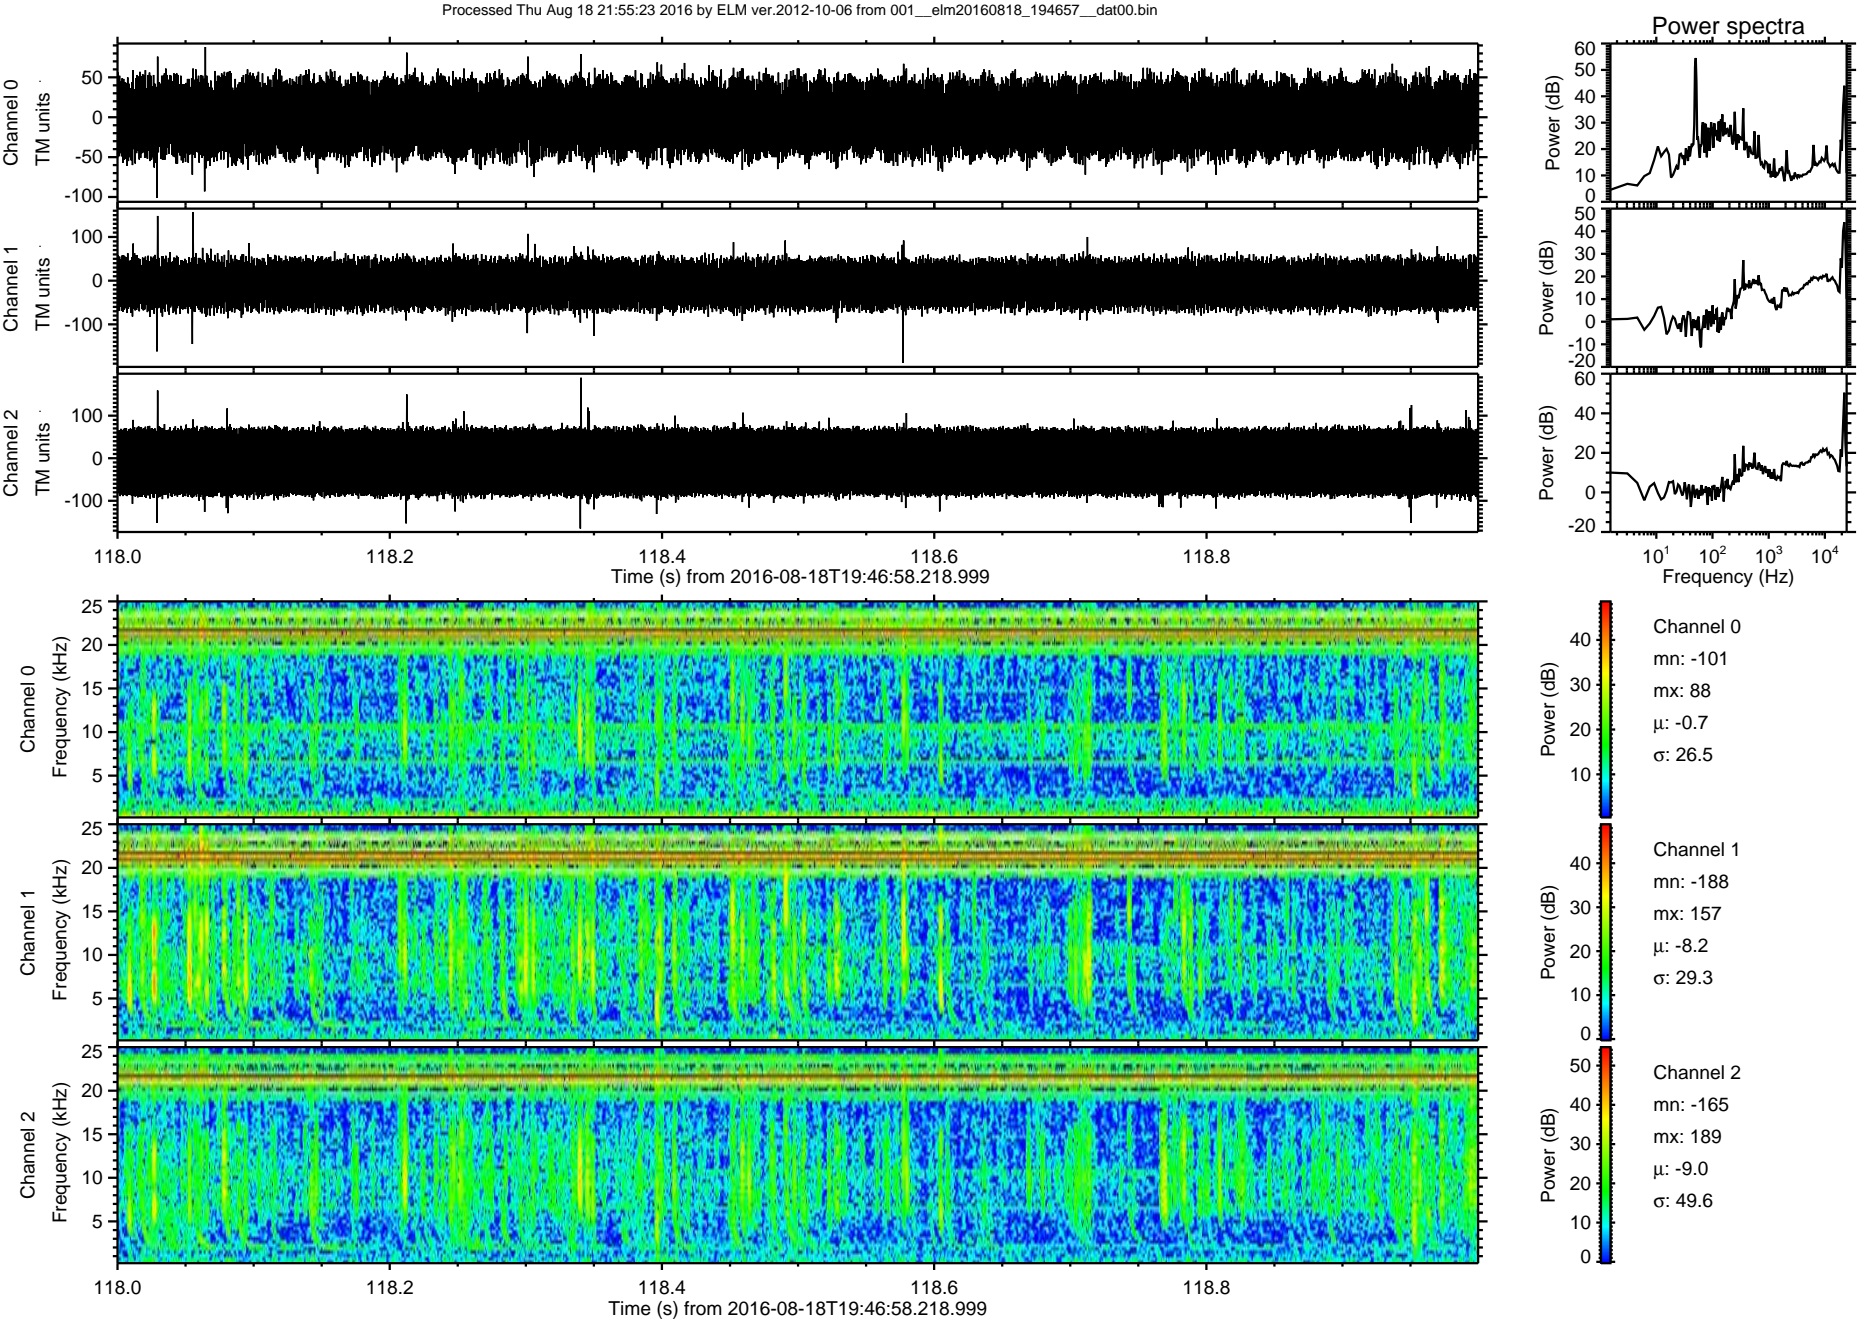 Processed Thu Aug 18 21:55:23 2016 by ELM ver.2012-10-06 from 001__elm20160818_194657__dat00.bin
Power spectra
Channel 0
TM units
50
0
-50
-100
Power (dB)
60
50
40
30
20
10
0
Channel 1
TM units
100
0
-100
Power (dB)
50
40
30
20
10
0
-10
-20
Channel 2
TM units
100
0
-100
Power (dB)
60
40
20
0
-20
118.0 118.2 118.4 118.6 118.8
Time (s) from 2016-08-18T19:46:58.218.999
10^1 10^2 10^3 10^4
Frequency (Hz)
Channel 0
Frequency (kHz)
25
20
15
10
5
Power (dB)
40
30
20
10
Channel 0
mn: -101
mx: 88
μ: -0.7
σ: 26.5
Channel 1
Frequency (kHz)
25
20
15
10
5
Power (dB)
40
30
20
10
0
Channel 1
mn: -188
mx: 157
μ: -8.2
σ: 29.3
Channel 2
Frequency (kHz)
25
20
15
10
5
Power (dB)
50
40
30
20
10
0
Channel 2
mn: -165
mx: 189
μ: -9.0
σ: 49.6
118.0 118.2 118.4 118.6 118.8
Time (s) from 2016-08-18T19:46:58.218.999